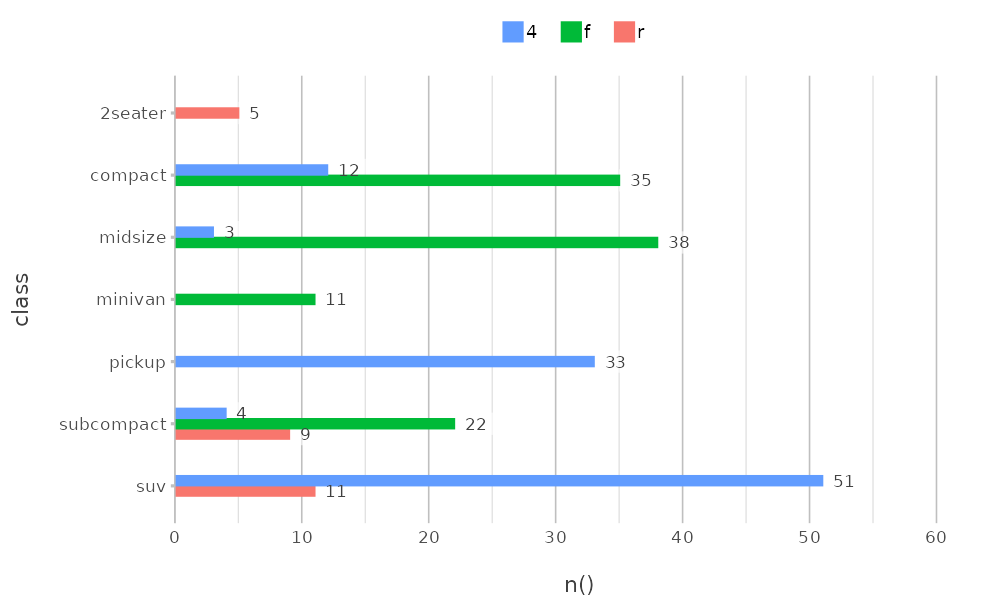 4 f r
2seater 5
compact 12
35
midsize 3
38
minivan 11
pickup 33
subcompact 4
22
9
suv 51
11
0 10 20 30 40 50 60
class
n()